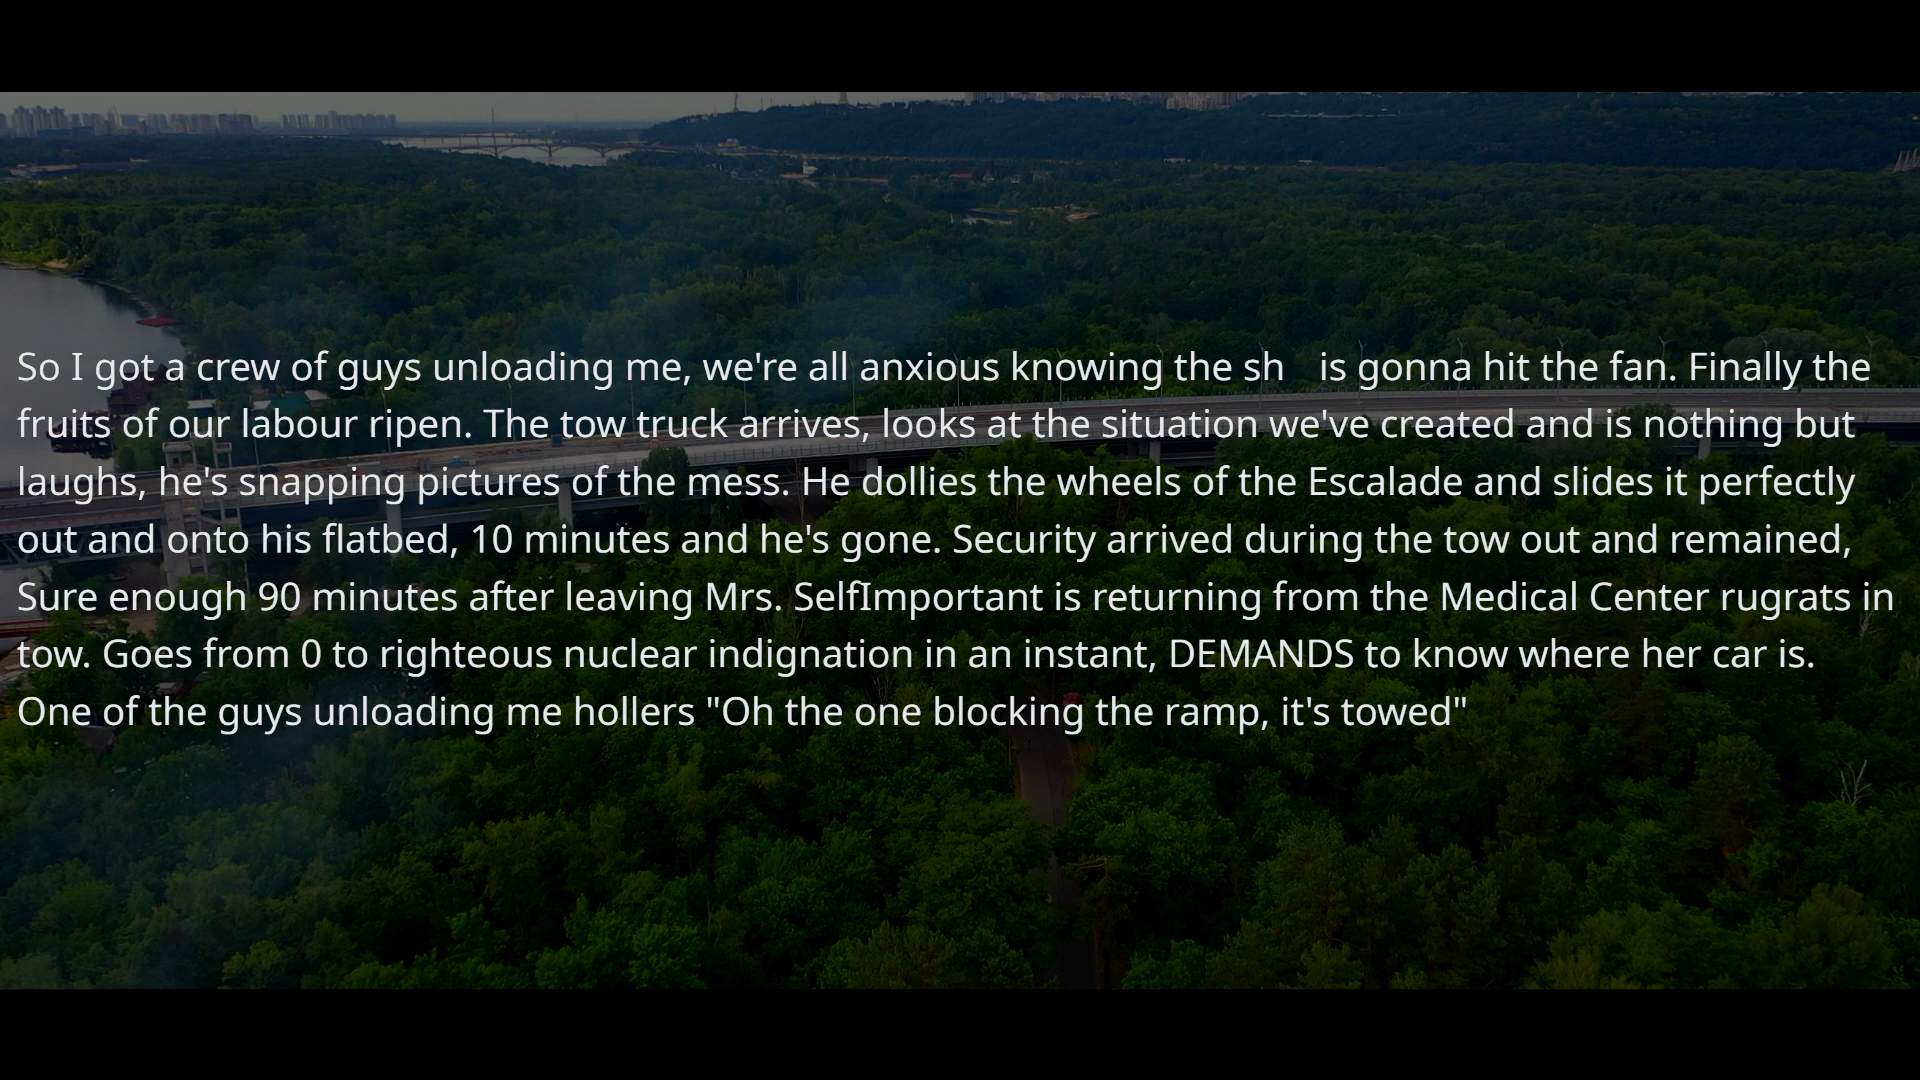 So I got a crew of guys unloading me, we're all anxious knowing the sh is gonna hit the fan. Finally the
fruits of our labour ripen. The tow truck arrives, looks at the situation we've created and is nothing but
laughs, he's snapping pictures of the mess. He dollies the wheels of the Escalade and slides it perfectly
out and onto his flatbed, 10 minutes and he's gone. Security arrived during the tow out and remained,
Sure enough 90 minutes after leaving Mrs. SelfImportant is returning from the Medical Center rugrats in
tow. Goes from 0 to righteous nuclear indignation in an instant, DEMANDS to know where her car is.
One of the guys unloading me hollers "Oh the one blocking the ramp, it's towed"